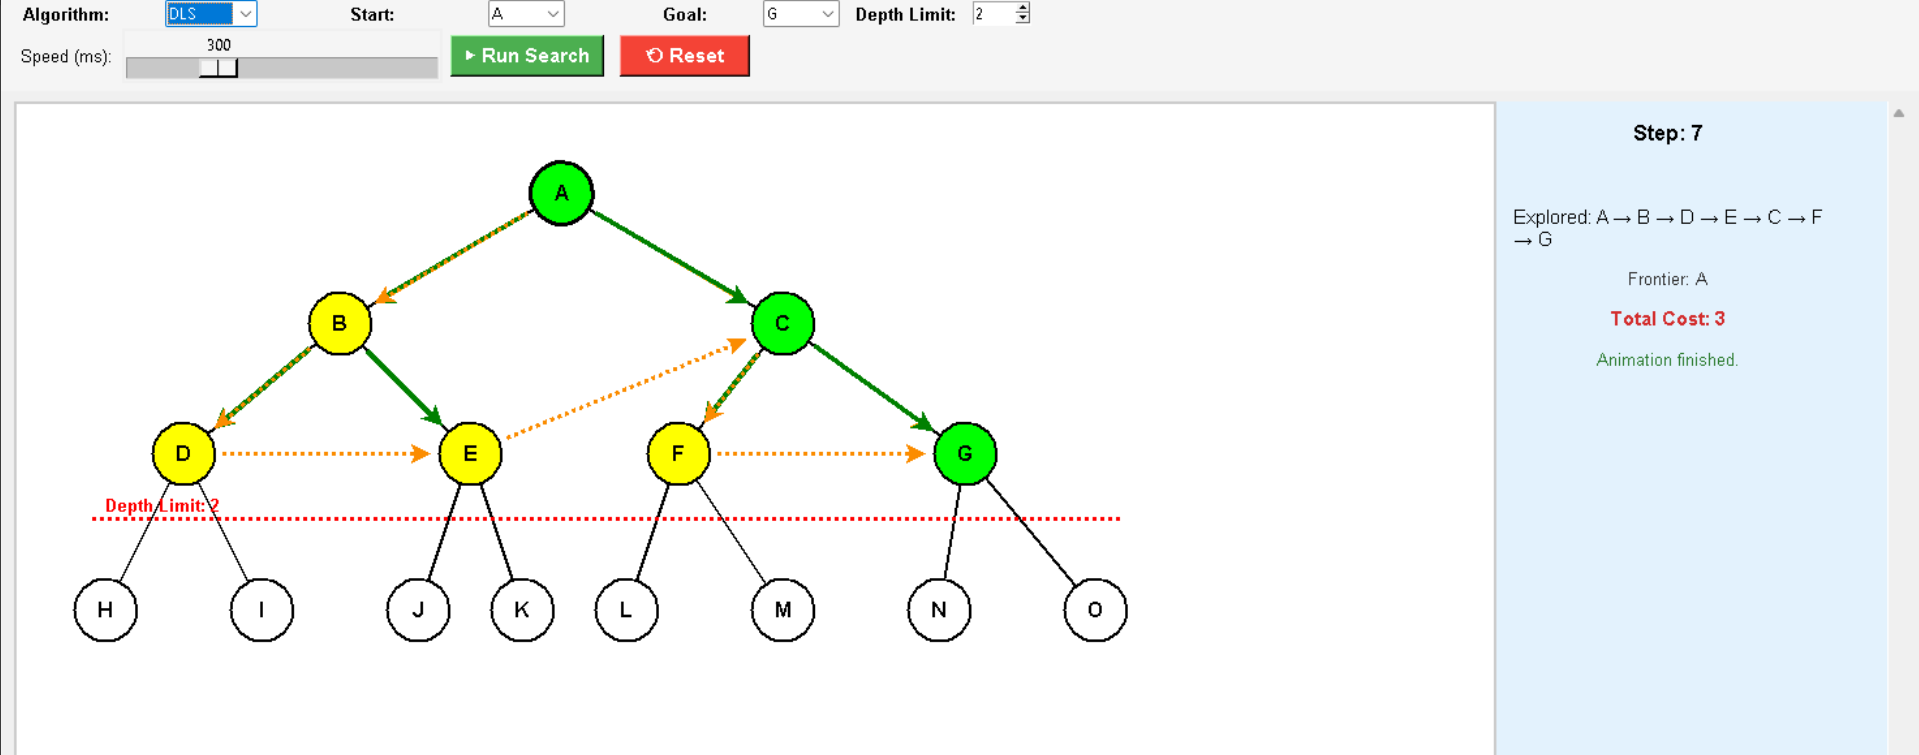 Algorithm: DLS Start: A Goal: G Depth Limit: 2
Speed (ms): 300 Run Search Reset
Step: 7
Explored: A → B → D → E → C → F
→ G
Frontier: A
Total Cost: 3
Animation finished.
A
B C
D E F G
Depth Limit: 2
H I J K L M N O